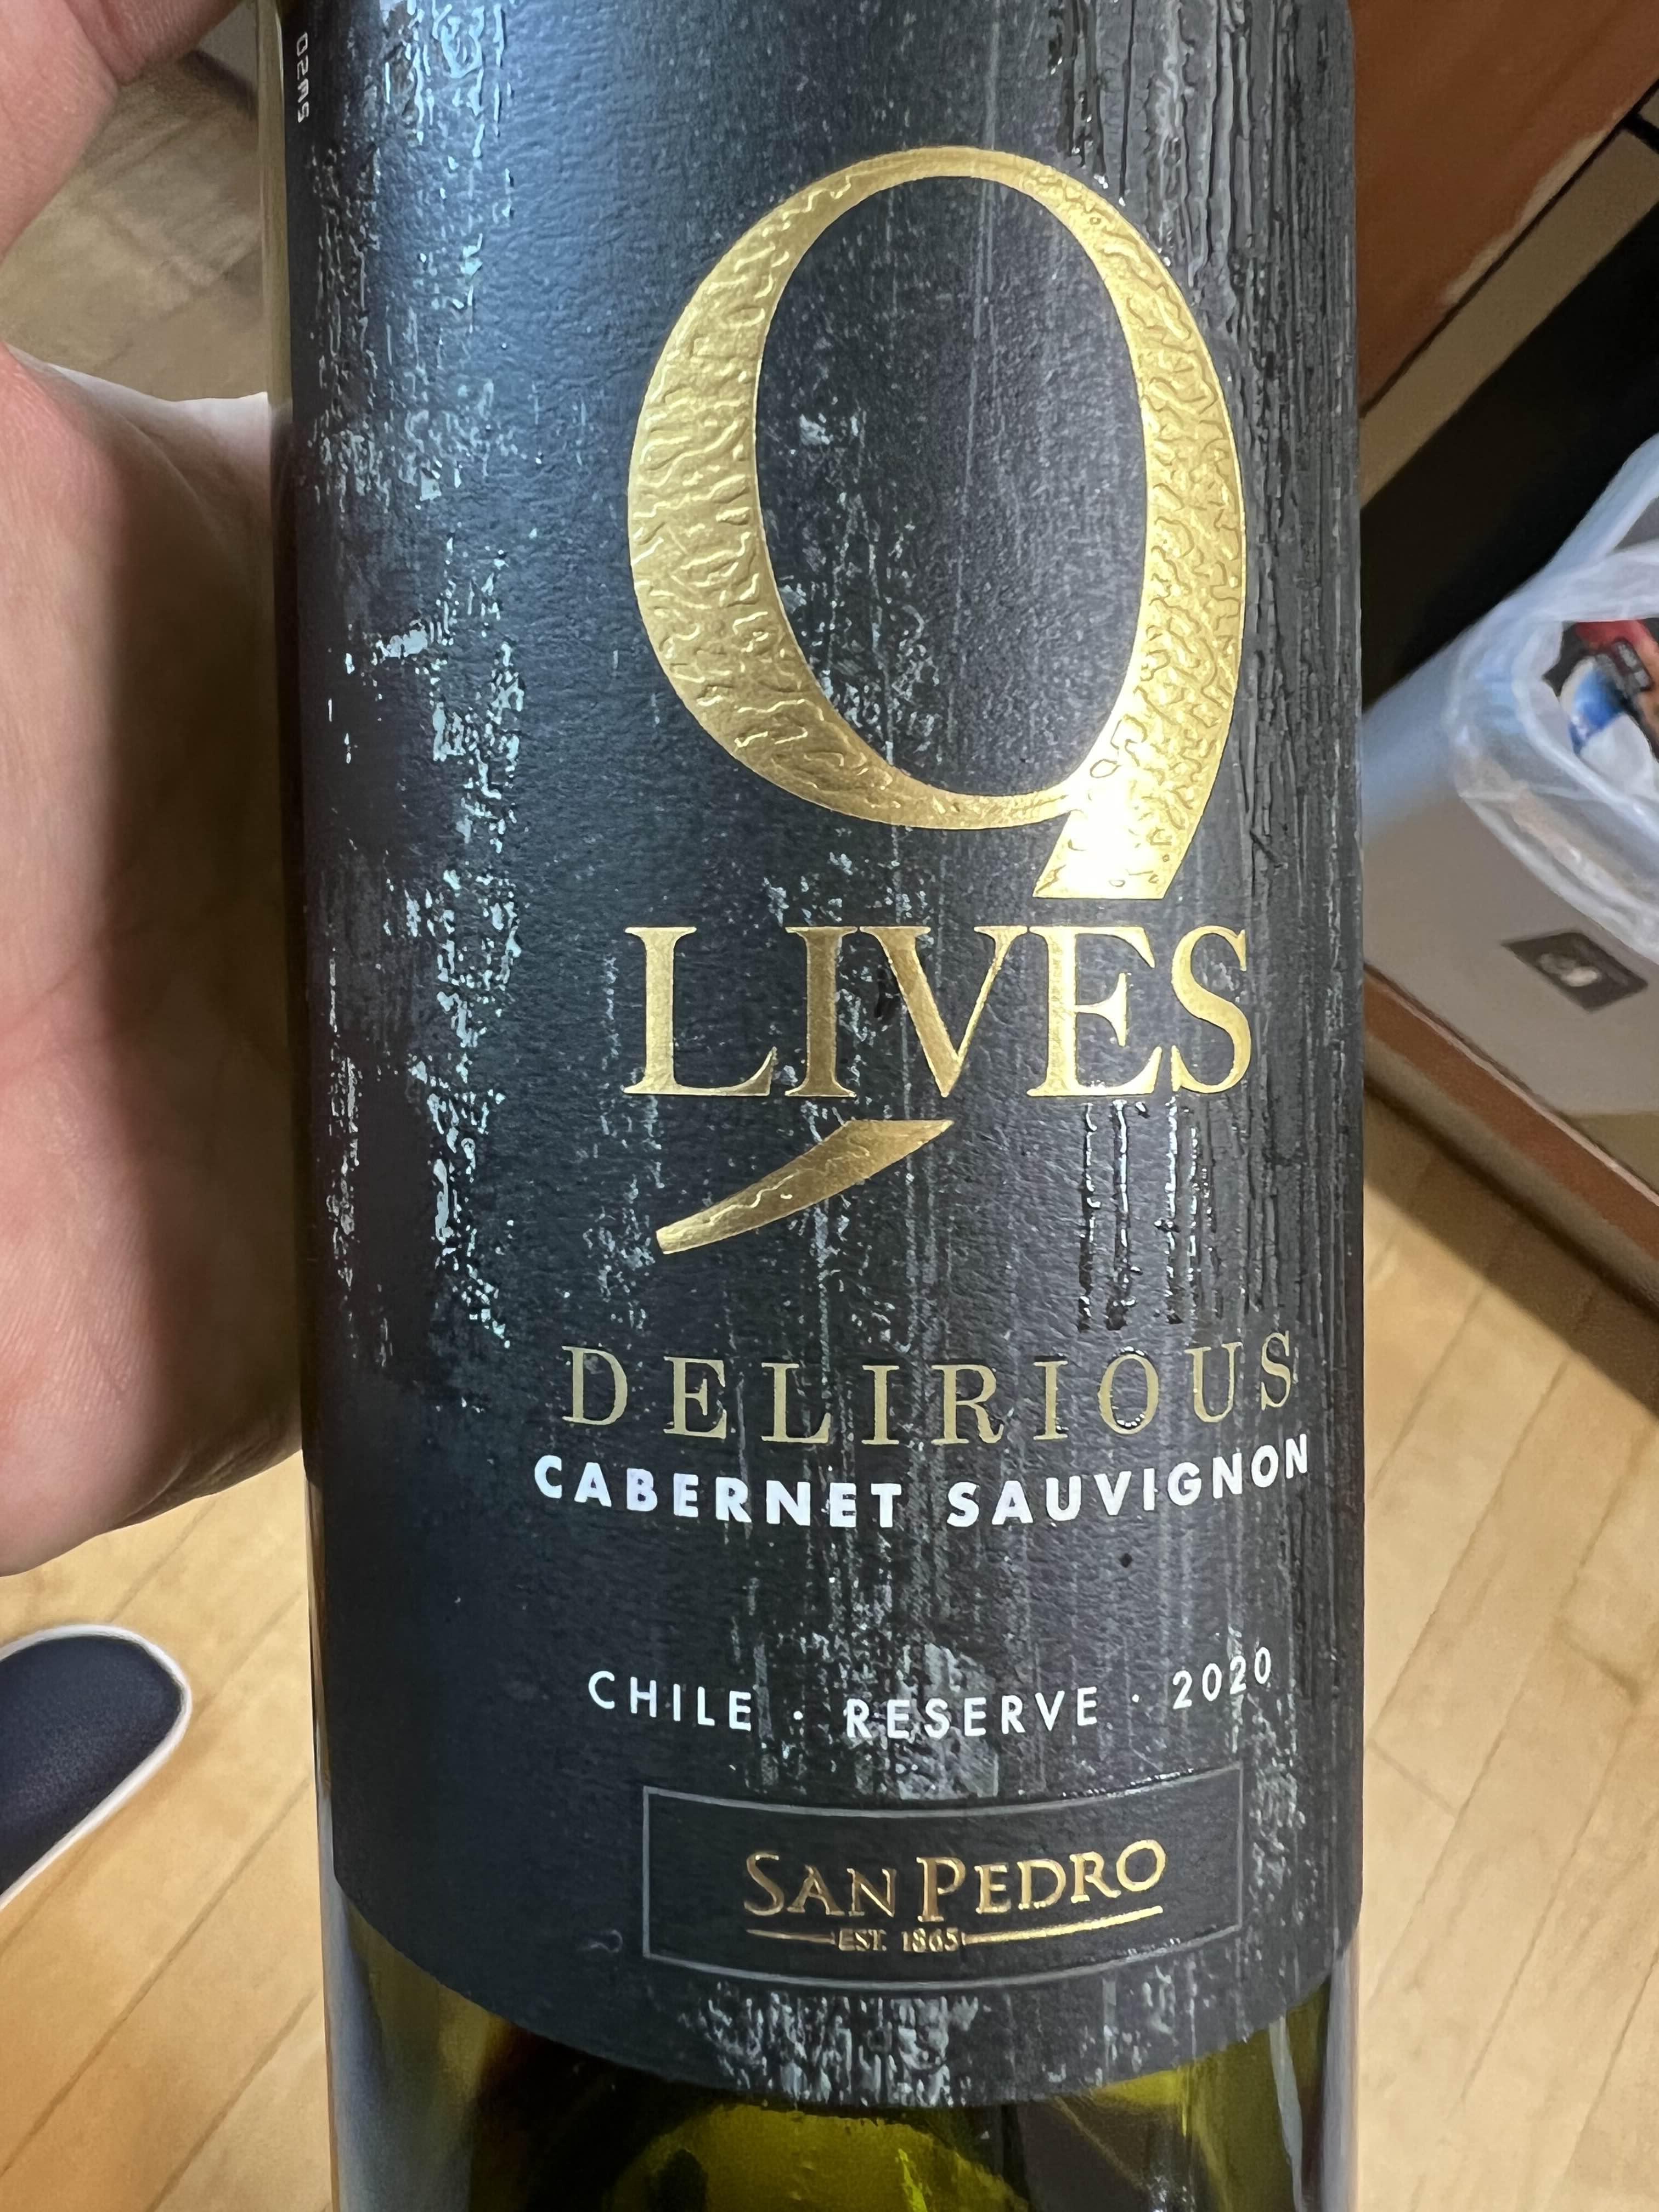 9
LIVES
DELIRIOUS
CABERNET SAUVIGNON
CHILE · RESERVE · 2020
SAN PEDRO
EST. 1865